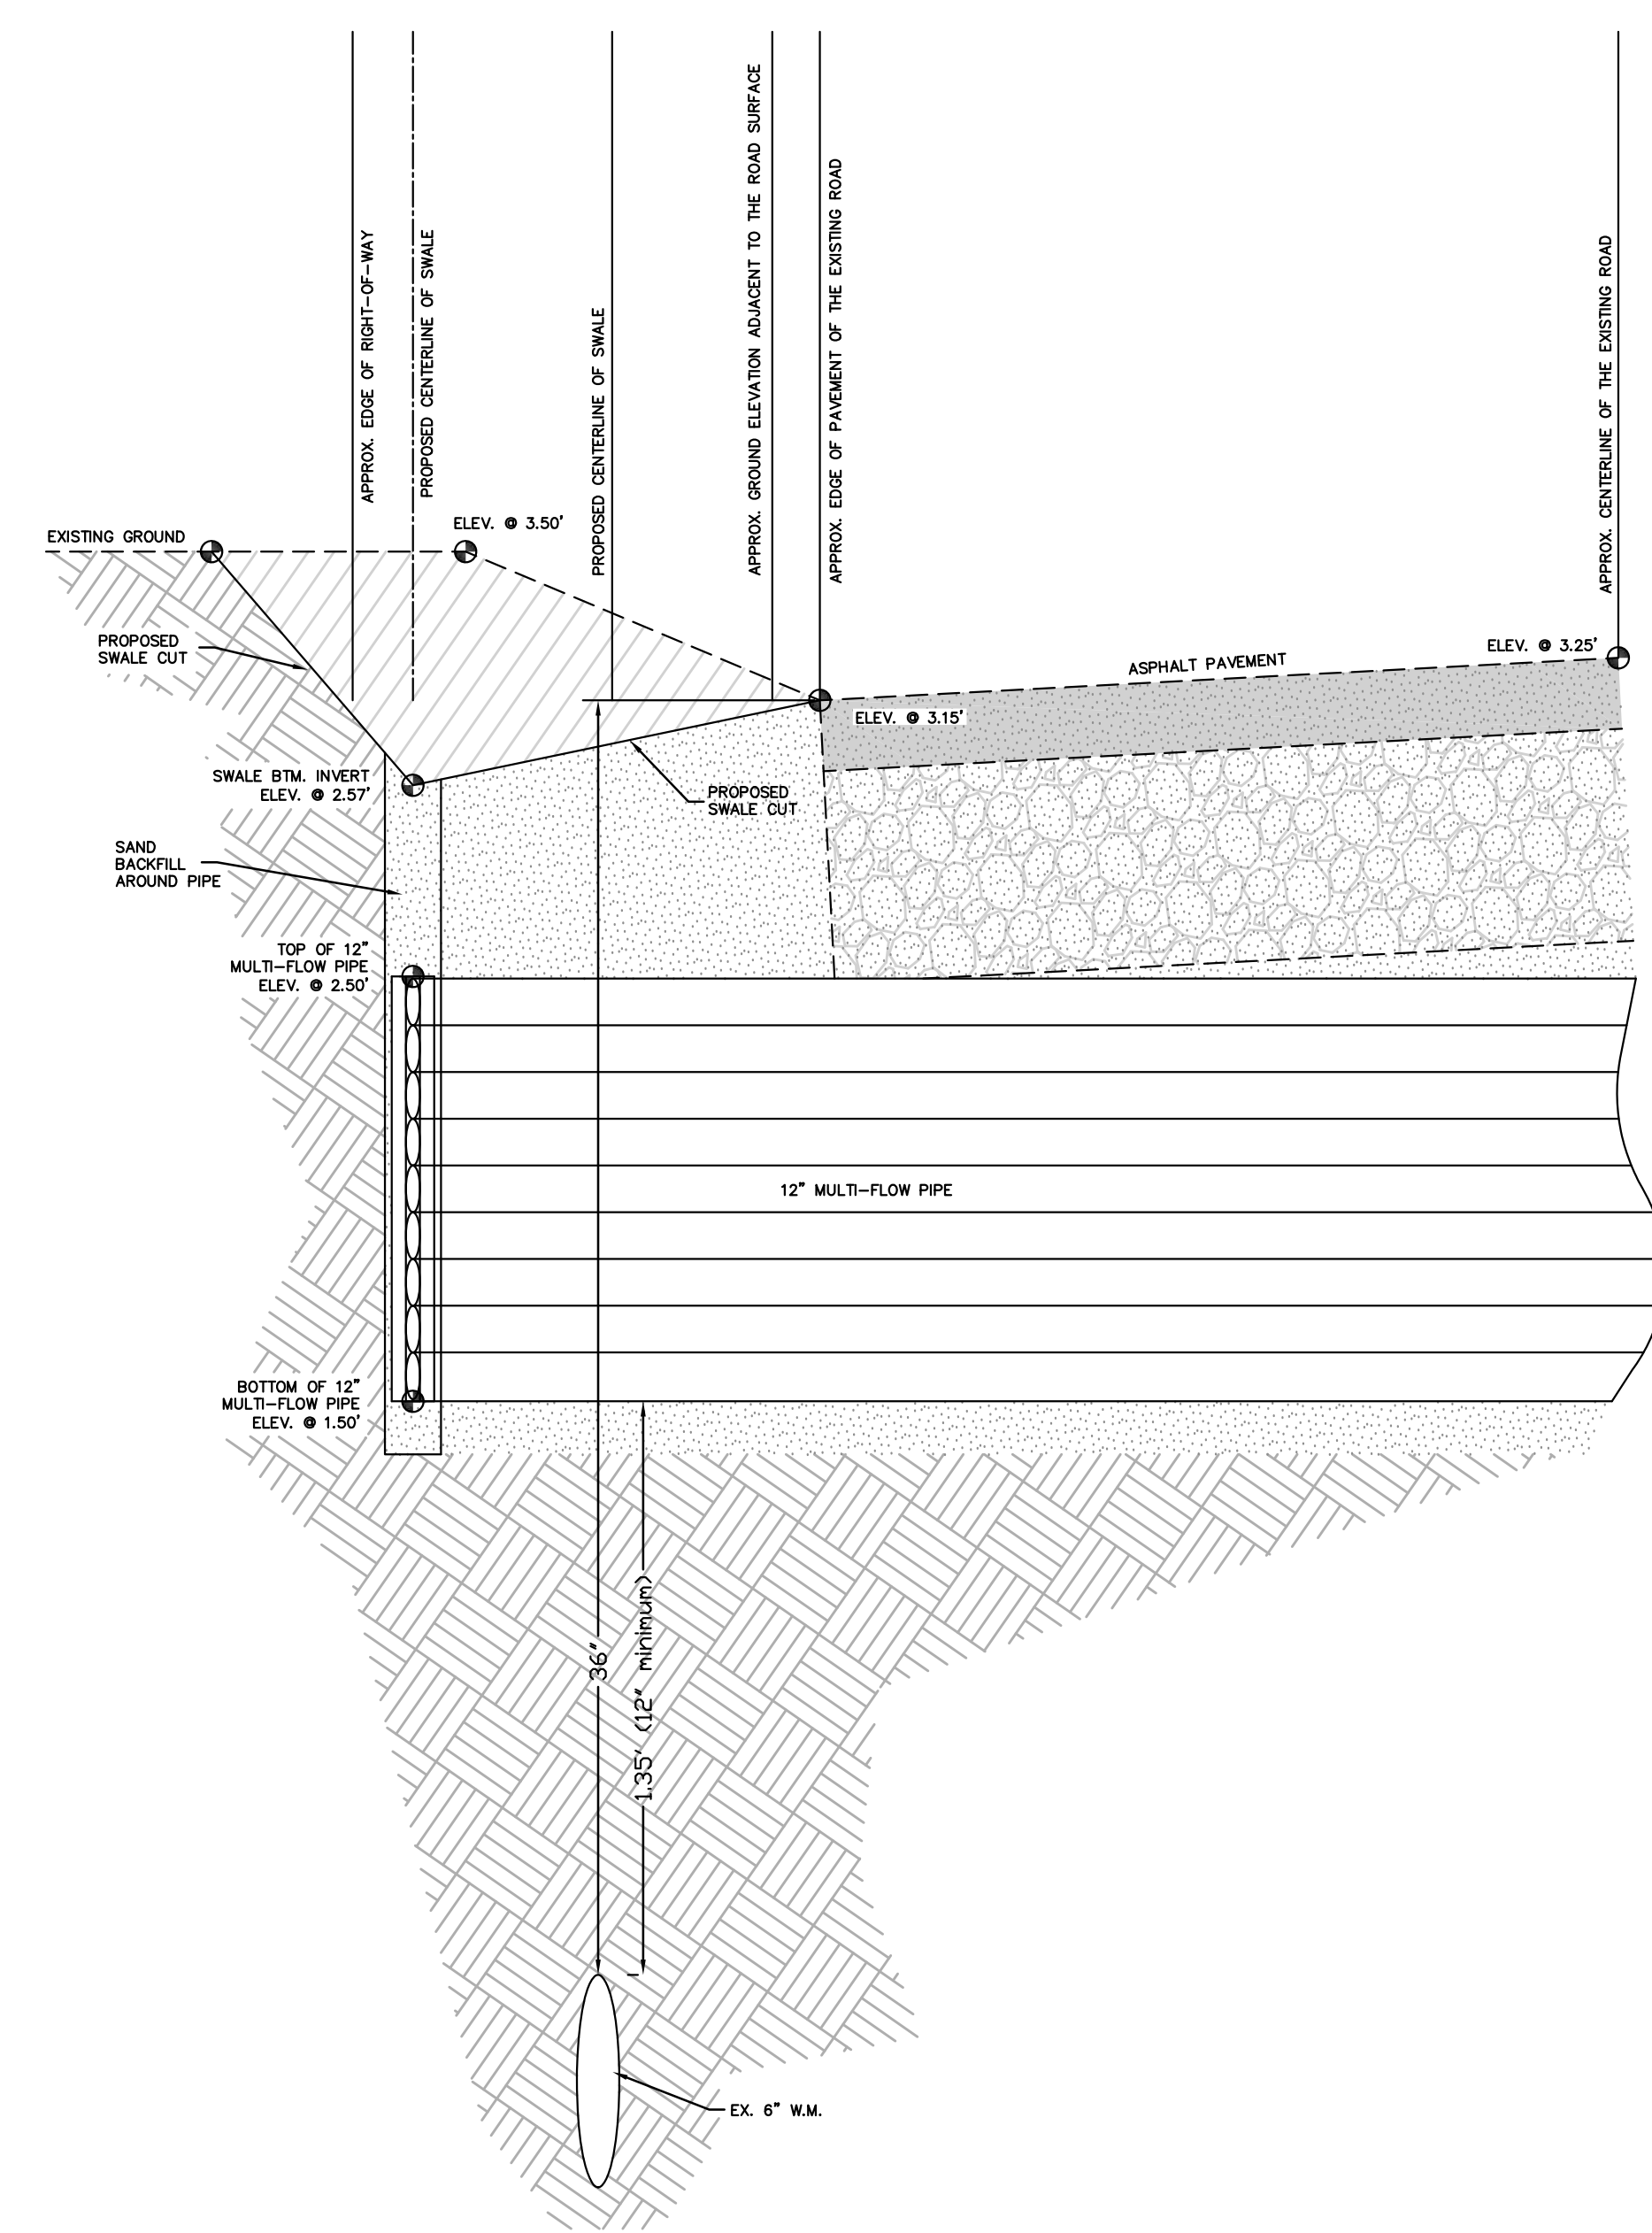 APPROX. EDGE OF RIGHT-OF-WAY
PROPOSED CENTERLINE OF SWALE
PROPOSED CENTERLINE OF SWALE
APPROX. GROUND ELEVATION ADJACENT TO THE ROAD SURFACE
APPROX. EDGE OF PAVEMENT OF THE EXISTING ROAD
APPROX. CENTERLINE OF THE EXISTING ROAD
EXISTING GROUND
ELEV. @ 3.50'
PROPOSED
SWALE CUT
ELEV. @ 3.25'
ASPHALT PAVEMENT
ELEV. @ 3.15'
SWALE BTM. INVERT
ELEV. @ 2.57'
PROPOSED
SWALE CUT
SAND
BACKFILL
AROUND PIPE
TOP OF 12"
MULTI-FLOW PIPE
ELEV. @ 2.50'
12" MULTI-FLOW PIPE
BOTTOM OF 12"
MULTI-FLOW PIPE
ELEV. @ 1.50'
36"
1.35' (12" minimum)
EX. 6" W.M.